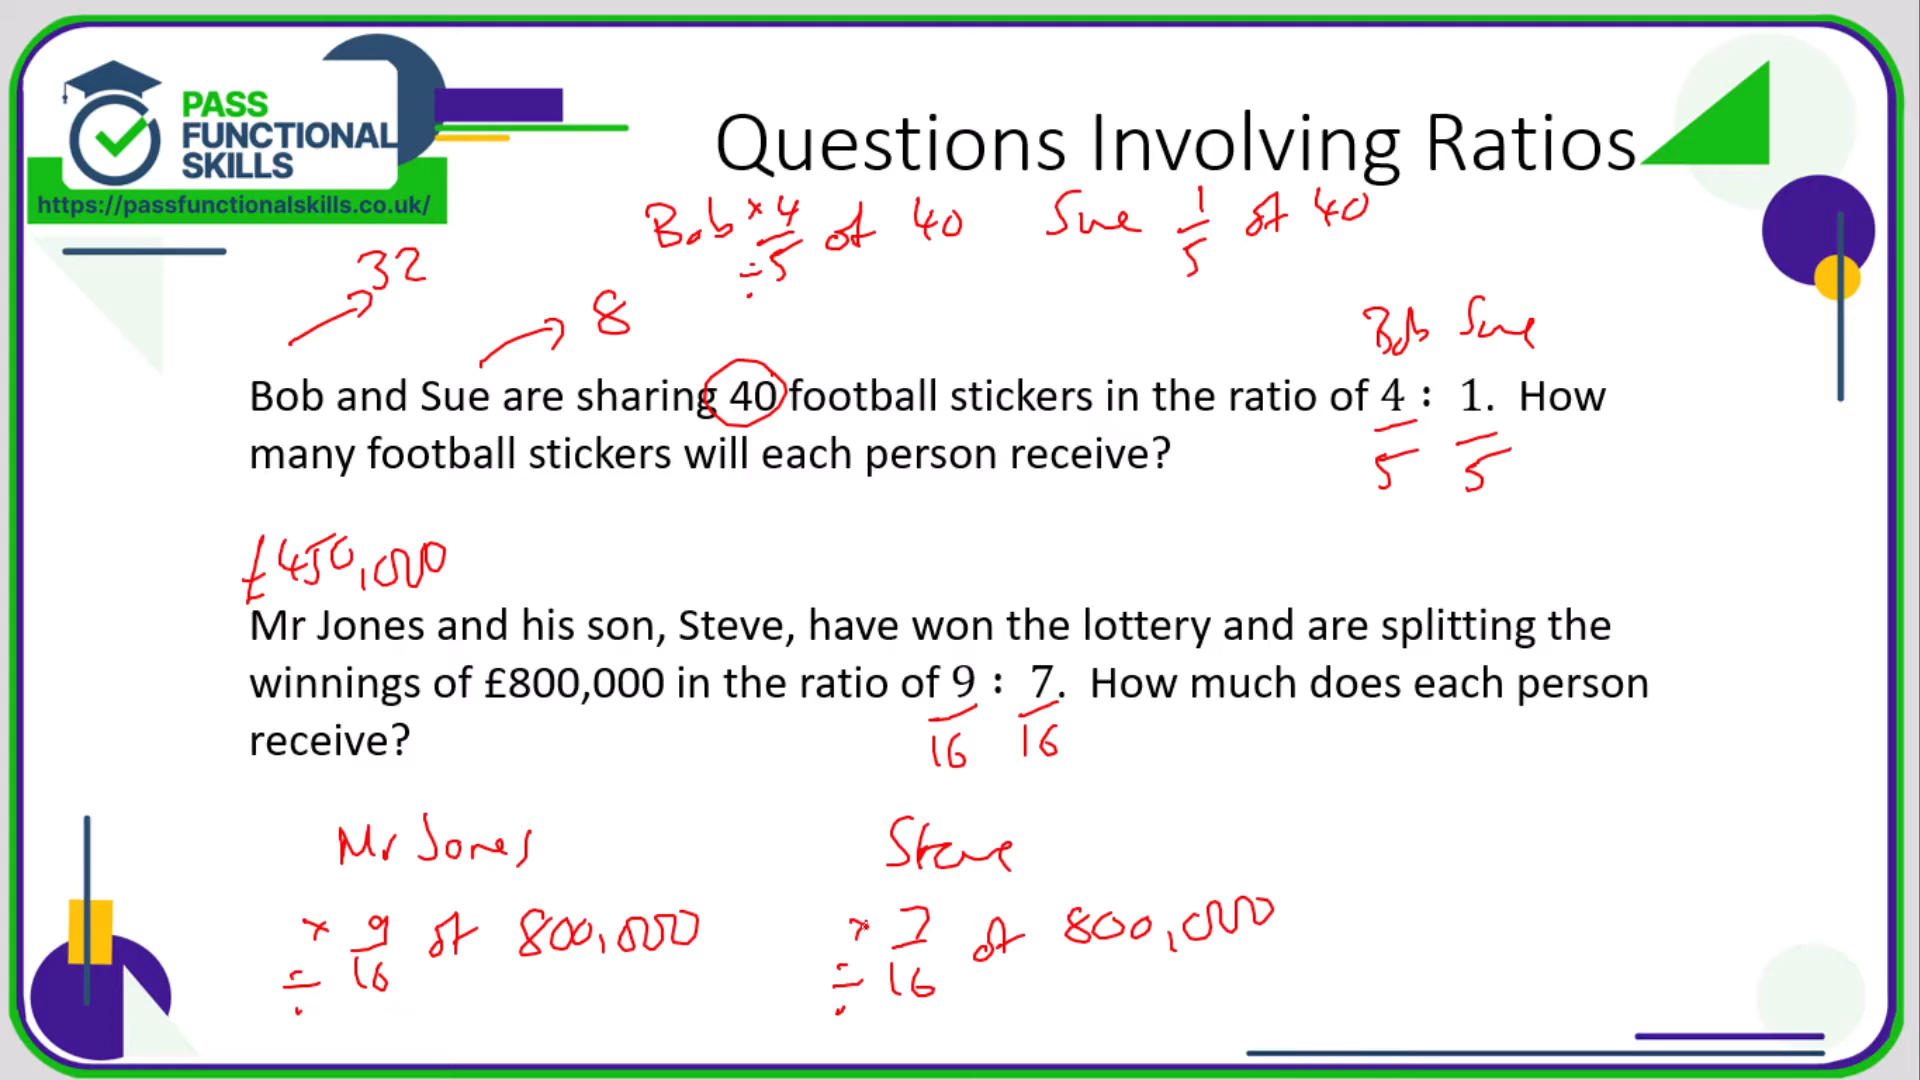 PASS
FUNCTIONAL
SKILLS
https://passfunctionalskills.co.uk/
Questions Involving Ratios
Bob × 4/5 ÷ of 40 Sue 1/5 of 40
32
8
Bob Sue
Bob and Sue are sharing 40 football stickers in the ratio of 4 : 1. How
many football stickers will each person receive?
5 5
£450,000
Mr Jones and his son, Steve, have won the lottery and are splitting the
winnings of £800,000 in the ratio of 9 : 7. How much does each person
receive?
16 16
Mr Jones Steve
× 9/16 ÷ of 800,000 × 7/16 ÷ of 800,000